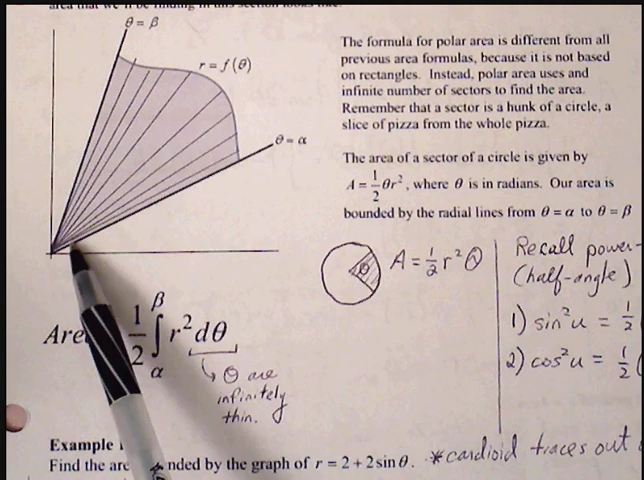 θ = β
r = f(θ)
θ = α
The formula for polar area is different from all
previous area formulas, because it is not based
on rectangles. Instead, polar area uses and
infinite number of sectors to find the area.
Remember that a sector is a hunk of a circle, a
slice of pizza from the whole pizza.
The area of a sector of a circle is given by
A = 1/2 θr², where θ is in radians. Our area is
bounded by the radial lines from θ = α to θ = β
θ
A = 1/2 r² θ
Recall power-
(half-angle)
1) sin²u = 1/2
2) cos²u = 1/2 (
Are 1/2 ∫ β α r² dθ
↳ θ are
infinitely
thin.
Example
Find the are nded by the graph of r = 2 + 2 sin θ.
*cardioid traces out